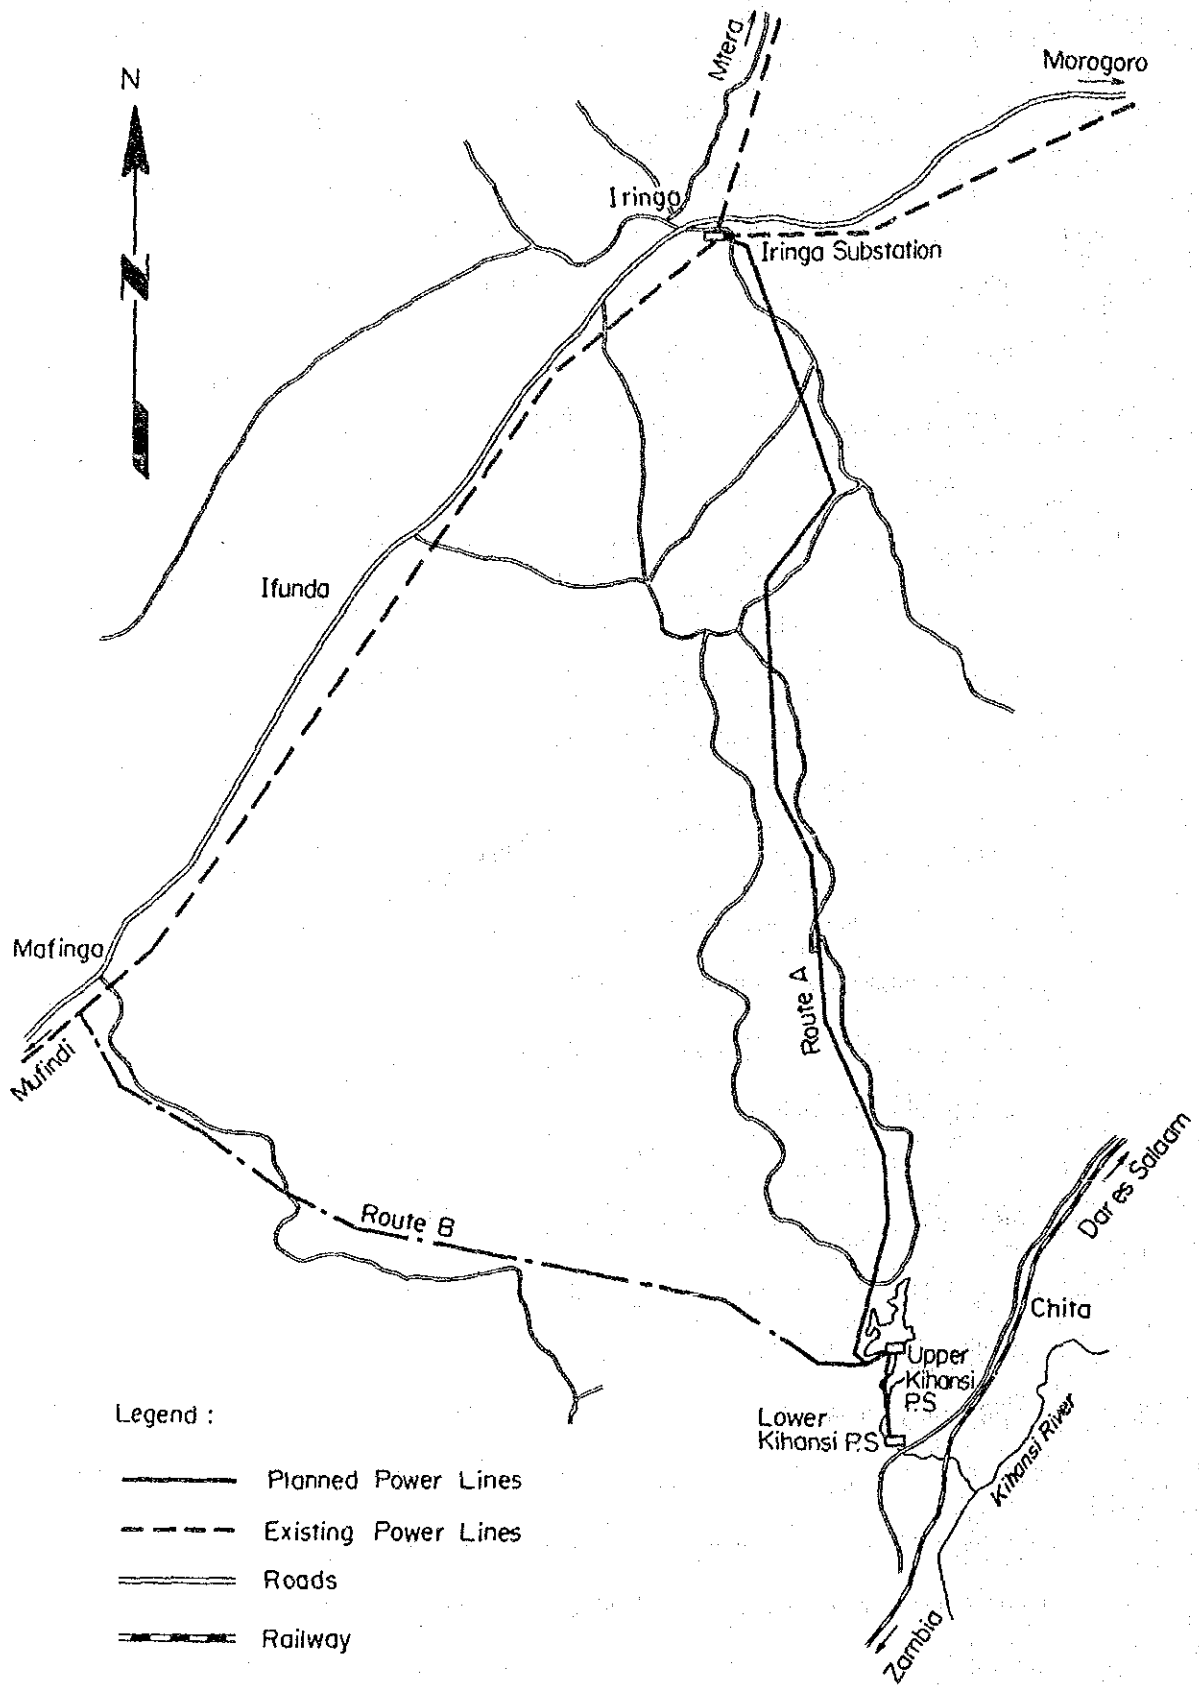 Mtera
Morogoro
N
Iringa
Iringa Substation
Ifunda
Mafinga
Mufindi
Route A
Route B
Dar es Salaam
Chita
Upper
Kihansi
P.S
Lower
Kihansi P.S
Kihansi River
Zambia
Legend :
Planned Power Lines
Existing Power Lines
Roads
Railway